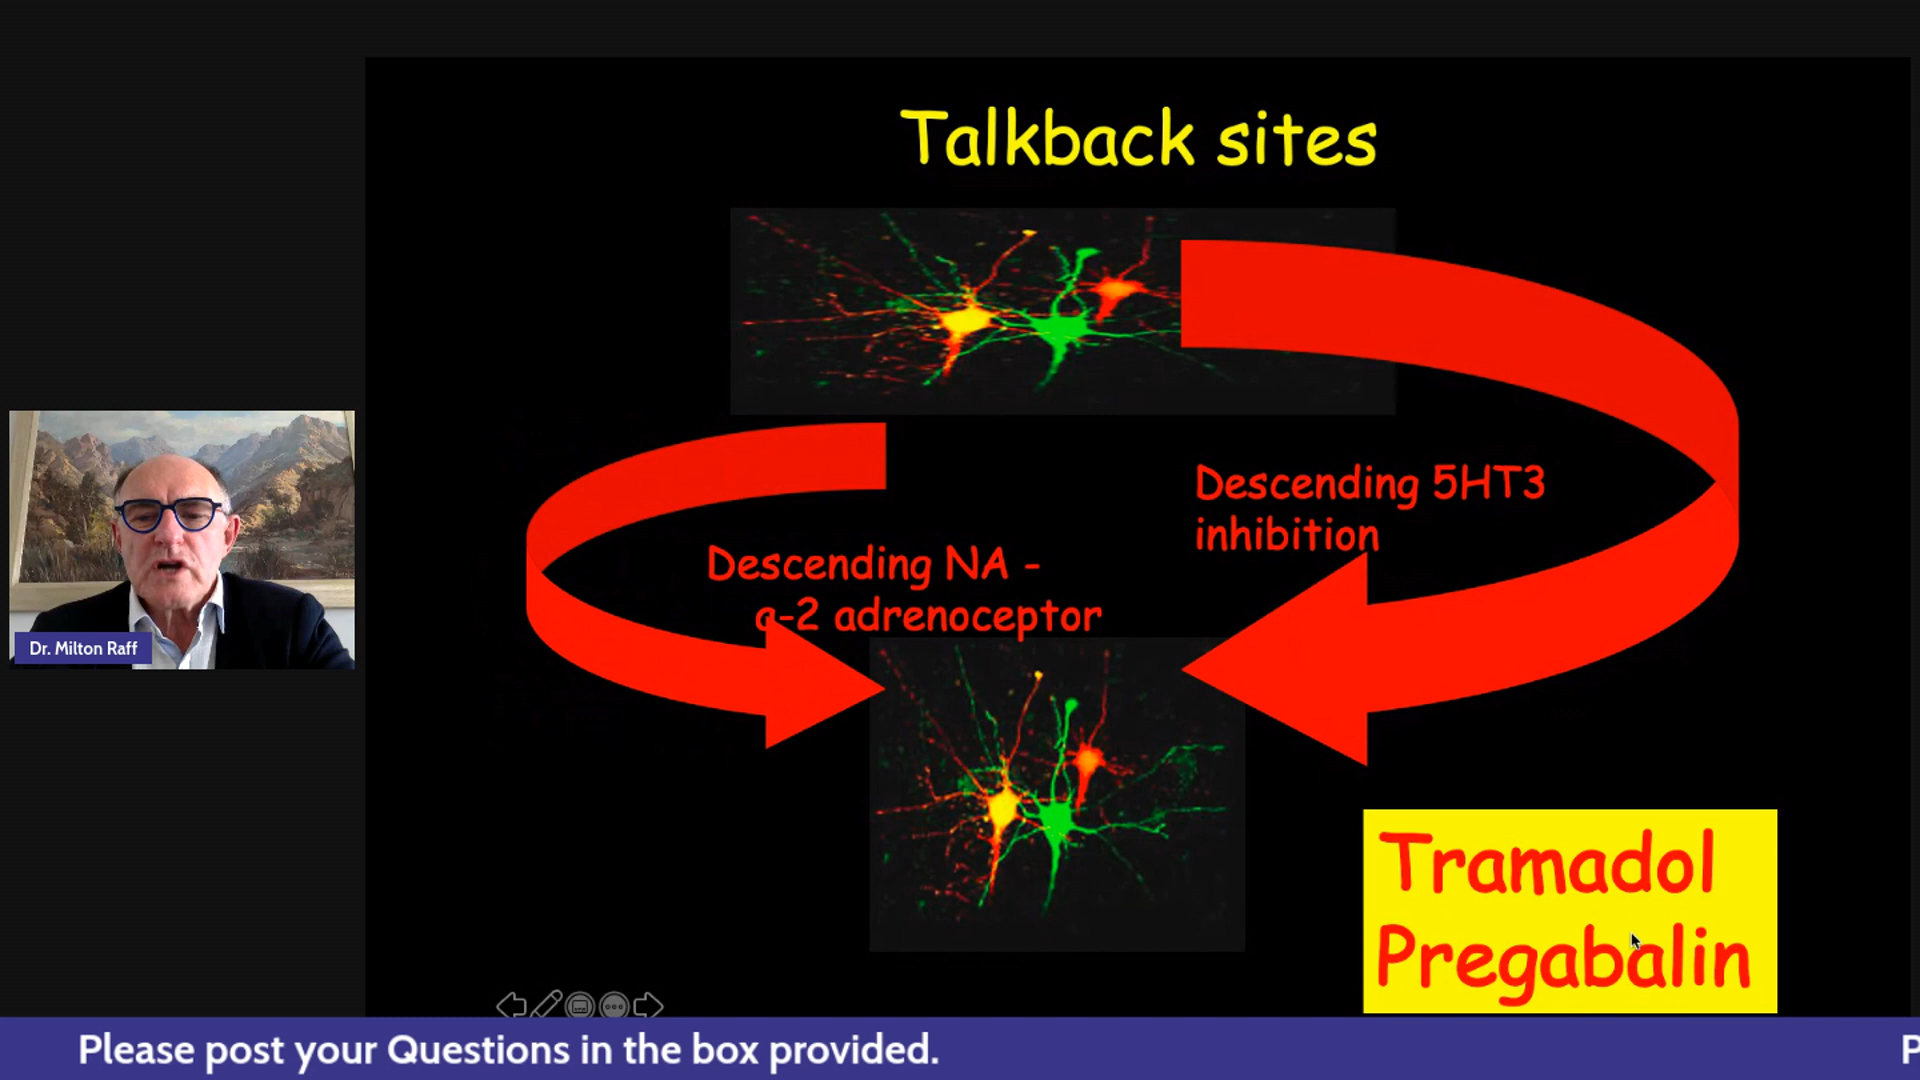 Talkback sites
Descending 5HT3
inhibition
Descending NA -
α-2 adrenoceptor
Dr. Milton Raff
Tramadol
Pregabalin
Please post your Questions in the box provided.
P